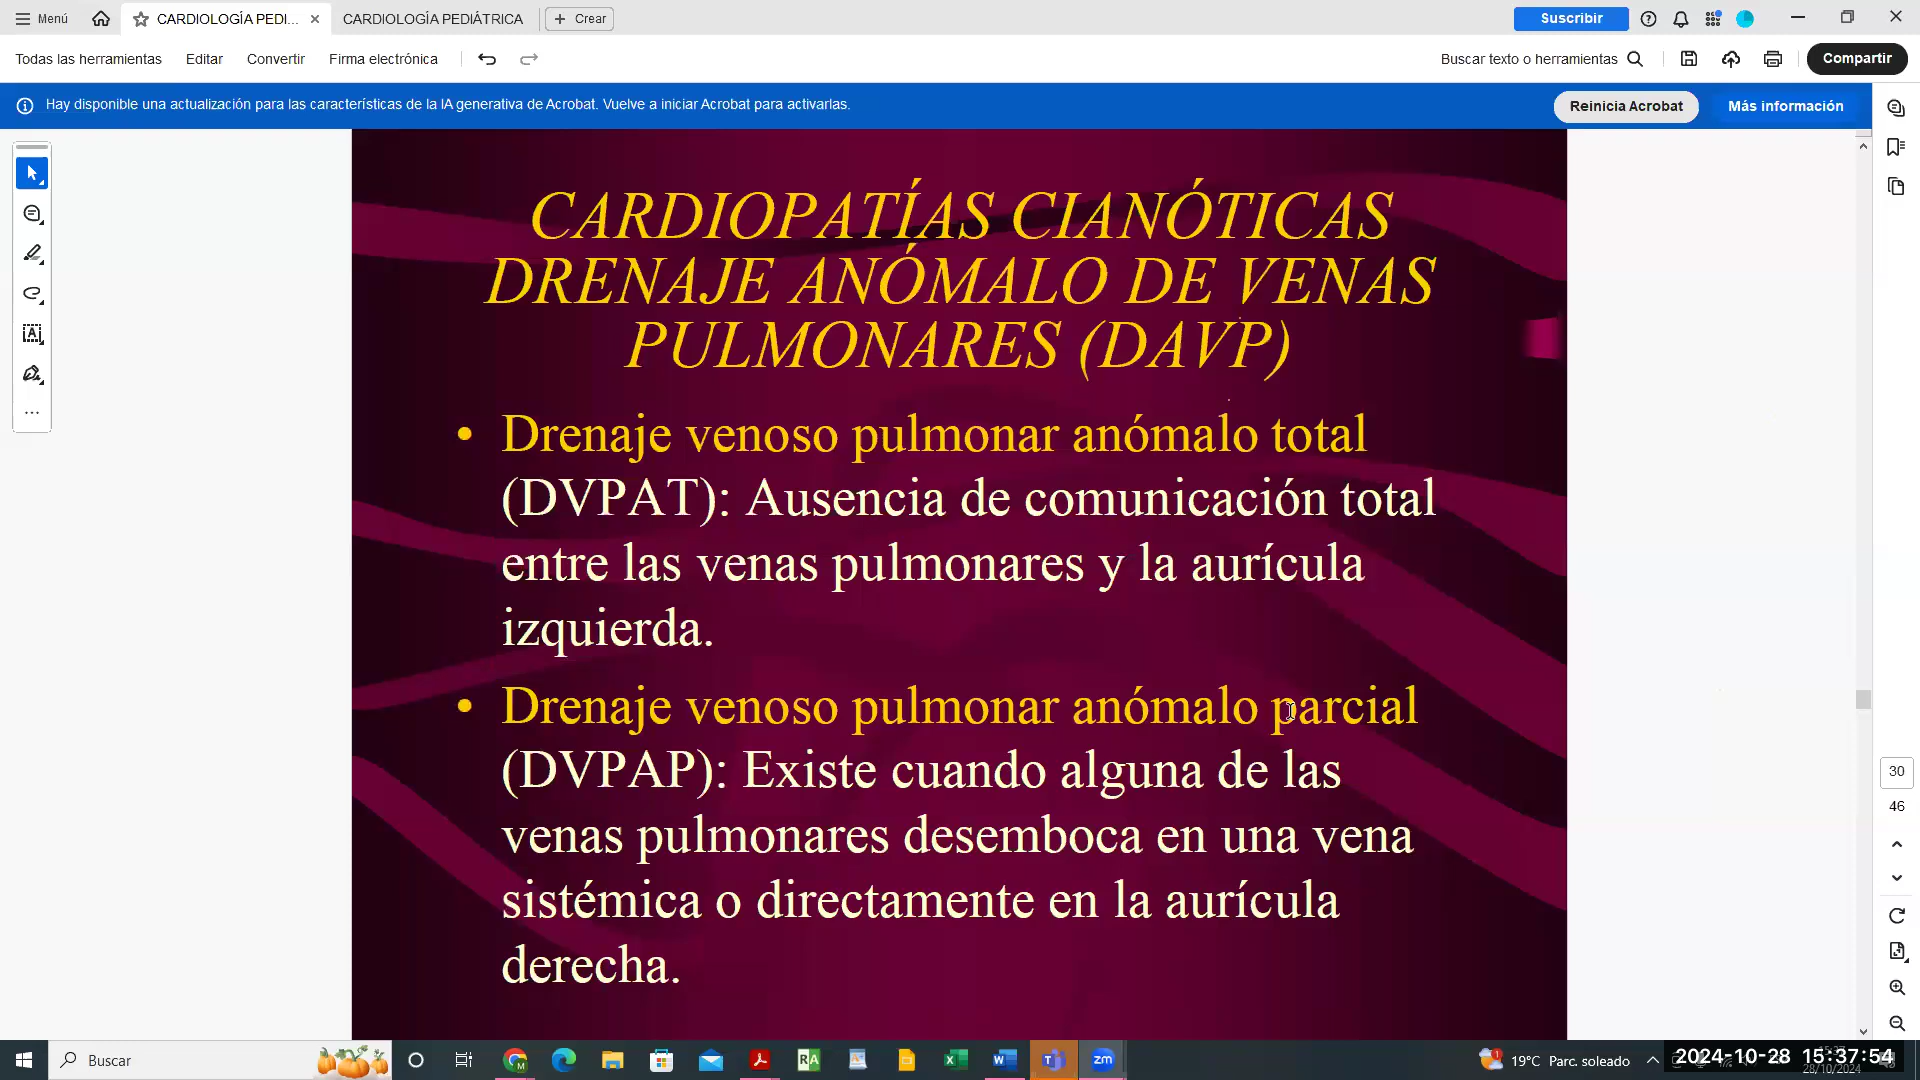 Menú
CARDIOLOGÍA PEDI...
CARDIOLOGÍA PEDIÁTRICA
Crear
Suscribir
Todas las herramientas
Editar
Convertir
Firma electrónica
Buscar texto o herramientas
Compartir
Hay disponible una actualización para las características de la IA generativa de Acrobat. Vuelve a iniciar Acrobat para activarlas.
Reinicia Acrobat
Más información
CARDIOPATÍAS CIANÓTICAS
DRENAJE ANÓMALO DE VENAS
PULMONARES (DAVP)
• Drenaje venoso pulmonar anómalo total
(DVPAT): Ausencia de comunicación total
entre las venas pulmonares y la aurícula
izquierda.
• Drenaje venoso pulmonar anómalo parcial
(DVPAP): Existe cuando alguna de las
venas pulmonares desemboca en una vena
sistémica o directamente en la aurícula
derecha.
30
46
Buscar
19°C Parc. soleado
2024-10-28 15:37:54
28/10/2024